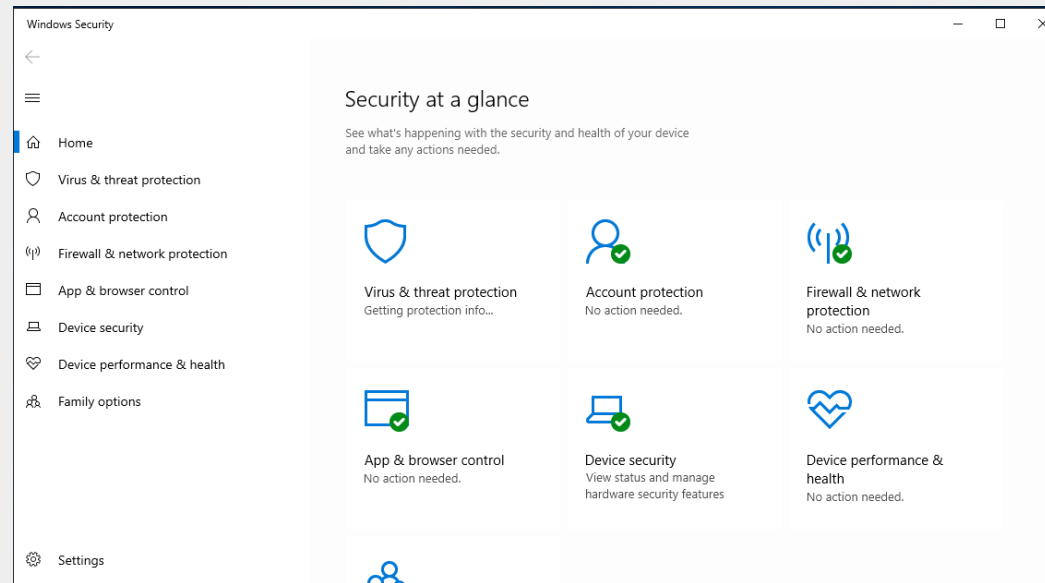 Windows Security
Home
Virus & threat protection
Account protection
Firewall & network protection
App & browser control
Device security
Device performance & health
Family options
Settings
Security at a glance
See what's happening with the security and health of your device
and take any actions needed.
Virus & threat protection
Getting protection info...
Account protection
No action needed.
Firewall & network
protection
No action needed.
App & browser control
No action needed.
Device security
View status and manage
hardware security features
Device performance &
health
No action needed.